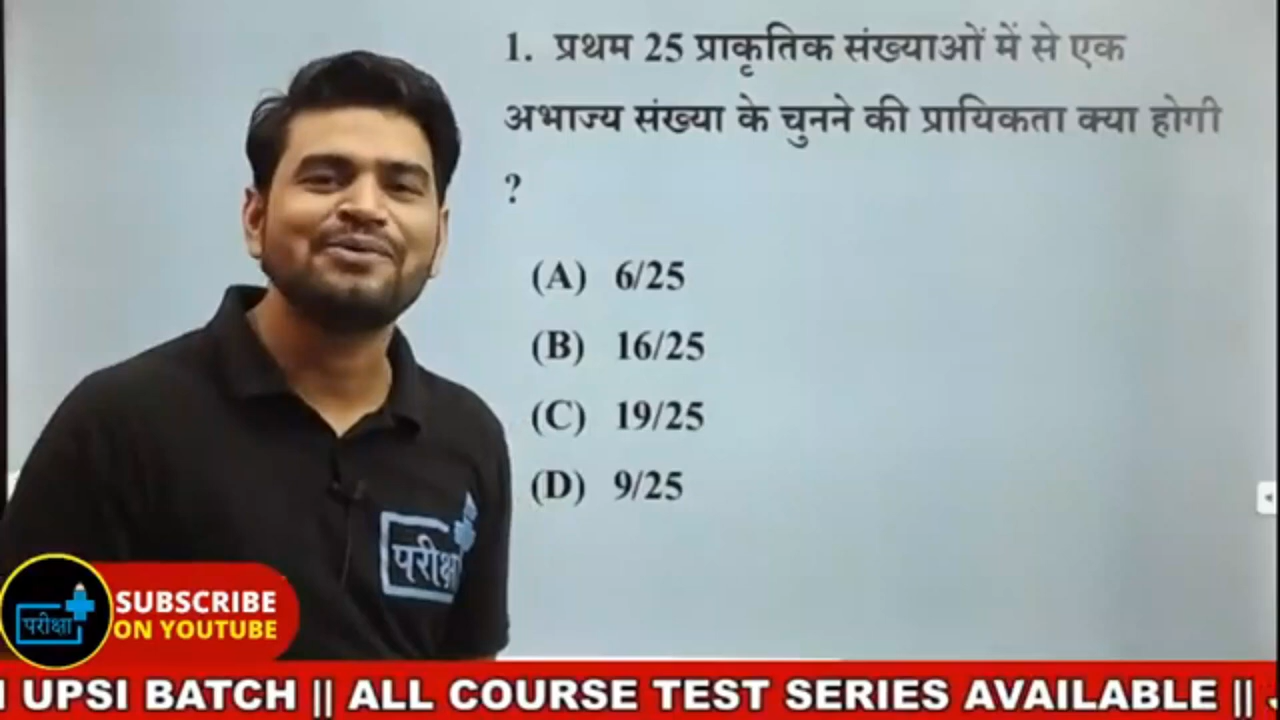 1. प्रथम 25 प्राकृतिक संख्याओं में से एक
अभाज्य संख्या के चुनने की प्रायिकता क्या होगी
?
(A) 6/25
(B) 16/25
(C) 19/25
(D) 9/25
परीक्षा
परीक्षा
SUBSCRIBE
ON YOUTUBE
UPSI BATCH || ALL COURSE TEST SERIES AVAILABLE ||